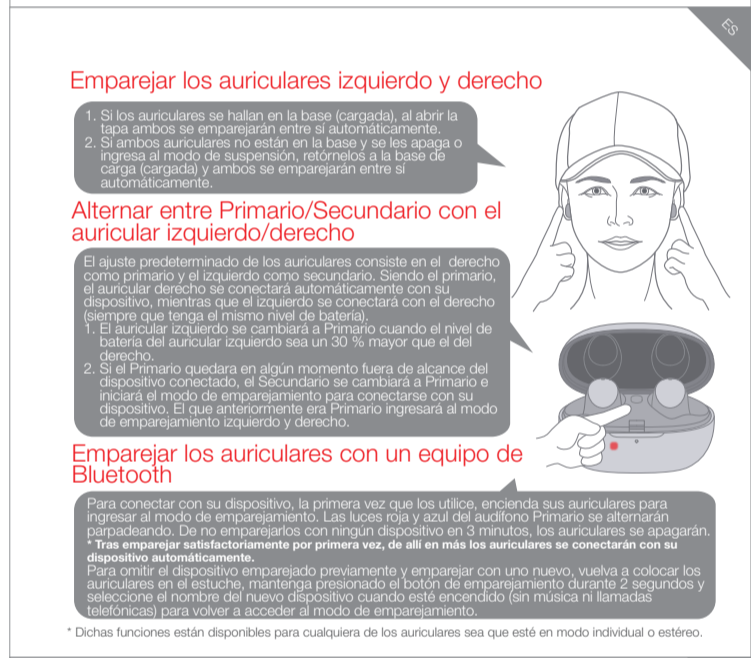 ES
Emparejar los auriculares izquierdo y derecho
1. Si los auriculares se hallan en la base (cargada), al abrir la
tapa ambos se emparejarán entre sí automáticamente.
2. Si ambos auriculares no están en la base y se les apaga o
ingresa al modo de suspensión, retórnelos a la base de
carga (cargada) y ambos se emparejarán entre sí
automáticamente.
Alternar entre Primario/Secundario con el
auricular izquierdo/derecho
El ajuste predeterminado de los auriculares consiste en el derecho
como primario y el izquierdo como secundario. Siendo el primario,
el auricular derecho se conectará automáticamente con su
dispositivo, mientras que el izquierdo se conectará con el derecho
(siempre que tenga el mismo nivel de batería).
1. El auricular izquierdo se cambiará a Primario cuando el nivel de
batería del auricular izquierdo sea un 30 % mayor que el del
derecho.
2. Si el Primario quedara en algún momento fuera de alcance del
dispositivo conectado, el Secundario se cambiará a Primario e
iniciará el modo de emparejamiento para conectarse con su
dispositivo. El que anteriormente era Primario ingresará al modo
de emparejamiento izquierdo y derecho.
Emparejar los auriculares con un equipo de
Bluetooth
Para conectar con su dispositivo, la primera vez que los utilice, encienda sus auriculares para
ingresar al modo de emparejamiento. Las luces roja y azul del audífono Primario se alternarán
parpadeando. De no emparejarlos con ningún dispositivo en 3 minutos, los auriculares se apagarán.
* Tras emparejar satisfactoriamente por primera vez, de allí en más los auriculares se conectarán con su
dispositivo automáticamente.
Para omitir el dispositivo emparejado previamente y emparejar con uno nuevo, vuelva a colocar los
auriculares en el estuche, mantenga presionado el botón de emparejamiento durante 2 segundos y
seleccione el nombre del nuevo dispositivo cuando esté encendido (sin música ni llamadas
telefónicas) para volver a acceder al modo de emparejamiento.
* Dichas funciones están disponibles para cualquiera de los auriculares sea que esté en modo individual o estéreo.